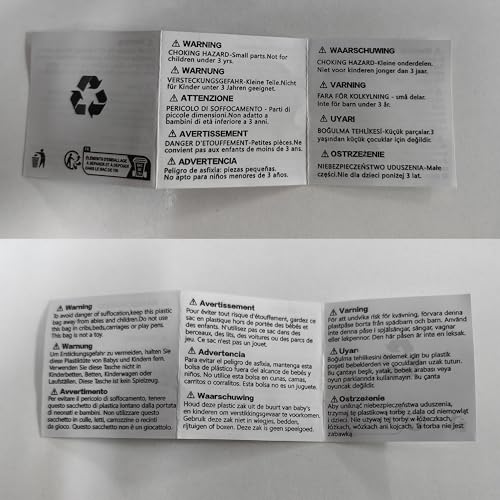 FR
ÉLÉMENTS D'EMBALLAGE
À SÉPARER ET À DÉPOSER
DANS LE BAC DE TRI
⚠ WARNING
CHOKING HAZARD-Small parts.Not for
children under 3 yrs.
⚠ WARNUNG
VERSTECKUNGSGEFAHR-Kleine Teile.Nicht
für Kinder unter 3 Jahren geeignet.
⚠ ATTENZIONE
PERICOLO DI SOFFOCAMENTO - Parti di
piccole dimensioni.Non adatto a
bambini di età inferiore a 3 anni.
⚠ AVERTISSEMENT
DANGER D'ETOUFFEMENT-Petites pièces.Ne
convient pas aux enfants de moins de 3 ans.
⚠ ADVERTENCIA
Peligro de asfixia: piezas pequeñas.
No apto para niños menores de 3 años.
⚠ WAARSCHUWING
CHOKING HAZARD-Kleine onderdelen.
Niet voor kinderen jonger dan 3 jaar.
⚠ VARNING
FARA FÖR KOLKYLNING - små delar.
Inte för barn under 3 år.
⚠ UYARI
BOĞULMA TEHLİKESİ-Küçük parçalar.3
yaşından küçük çocuklar için değildir.
⚠ OSTRZEŻENIE
NIEBEZPIECZEŃSTWO UDUSZENIA-Małe
części.Nie dla dzieci poniżej 3 lat.
⚠ Warning
To avoid danger of suffocation,keep this plastic
bag away from abies and children.Do not use
this bag in cribs,beds,carriages or play pens. This
bag is not a toy.
⚠ Warnung
Um Erstickungsgefahr zu vermeiden, halten Sie
diese Plastiktüte von Babys und Kindern fern.
Verwenden Sie diese Tasche nicht in
Kinderbetten, Betten, Kinderwagen oder
Laufställen. Diese Tasche ist kein Spielzeug.
⚠ Avvertimento
Per evitare il pericolo di soffocamento, tenere
questo sacchetto di plastica lontano dalla portata
di neonati e bambini. Non utilizzare questo
sacchetto in culle, letti, carrozzine o recinti
da gioco. Questo sacchetto non è un giocattolo.
⚠ Avertissement
Pour éviter tout risque d'étouffement, gardez ce
sac en plastique hors de portée des bébés et
des enfants. N'utilisez pas ce sac dans des
berceaux, des lits, des voitures ou des parcs de
jeu. Ce sac n'est pas un jouet.
⚠ Advertencia
Para evitar el peligro de asfixia, mantenga esta
bolsa de plástico fuera del alcance de bebés y
niños. No utilice esta bolsa en cunas, camas,
carritos o corralitos. Esta bolsa no es un juguete.
⚠ Waarschuwing
Houd deze plastic zak uit de buurt van baby's
en kinderen om verstikkingsgevaar te voorkomen.
Gebruik deze zak niet in wiegjes, bedden,
rijtuigen of boxen. Deze zak is geen speelgoed.
⚠ Varning
För att undvika risk för kvävning, förvara denna
plastpåse borta från spädbarn och barn. Använd
inte denna påse i spjälsängar, sängar, vagnar
eller lekpennor. Den här påsen är inte en leksak.
⚠ Uyarı
Boğulma tehlikesini önlemek için bu plastik
poşeti bebeklerden ve çocuklardan uzak tutun.
Bu çantayı beşik, yatak, bebek arabası veya
oyun parklarında kullanmayın. Bu çanta
oyuncak değildir.
⚠ Ostrzeżenie
Aby uniknąć niebezpieczeństwa uduszenia,
trzymaj tę plastikową torbę z dala od niemowląt
i dzieci. Nie używaj tej torby w łóżeczkach,
łóżkach, wózkach ani kojcach. Ta torba nie jest
zabawką